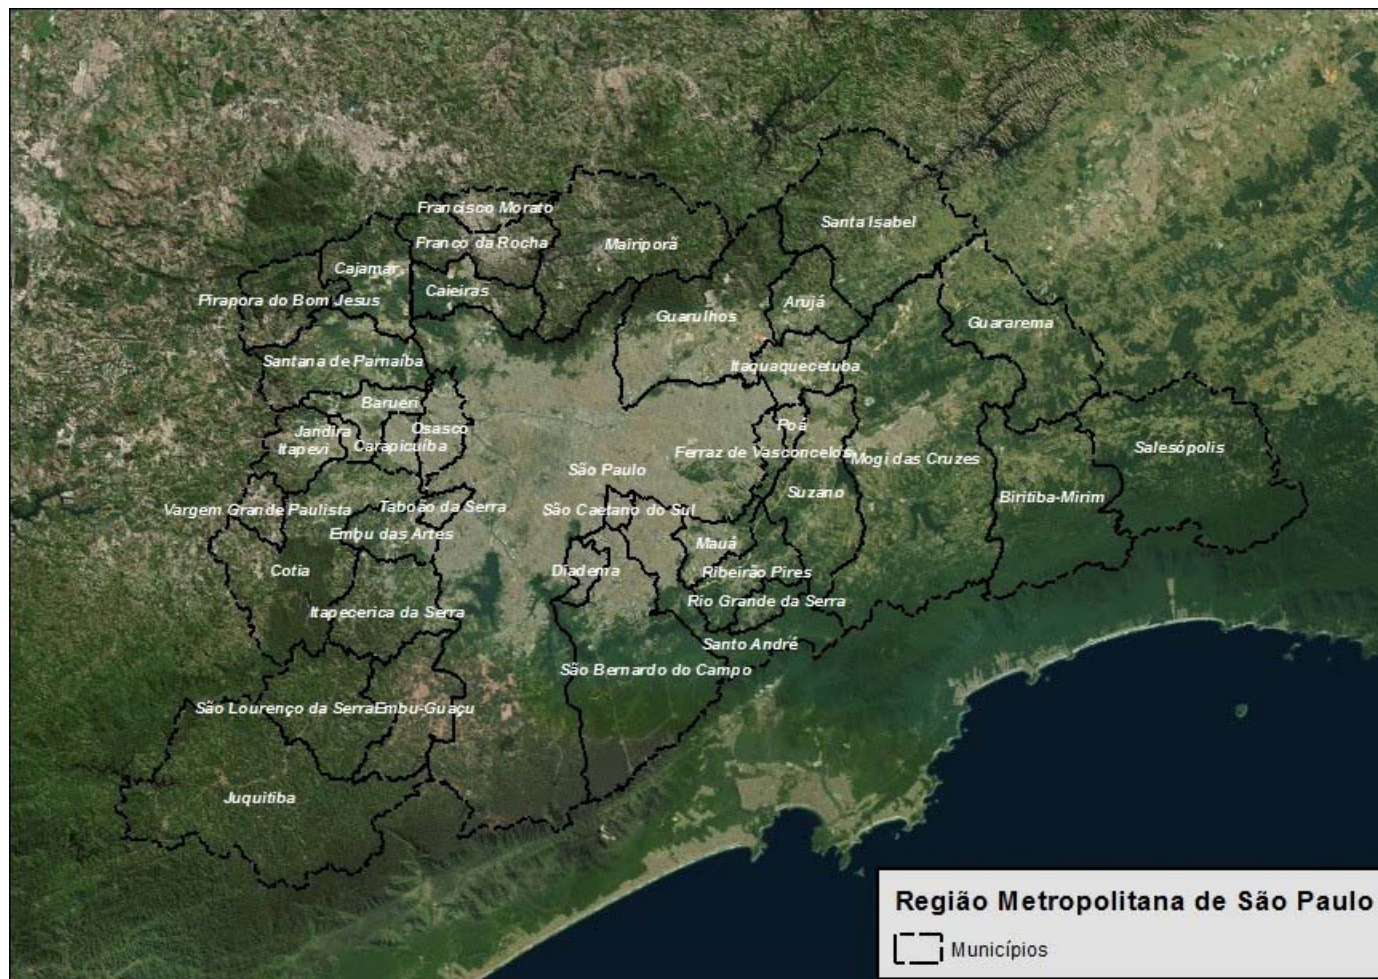 Francisco Morato
Santa Isabel
Franco da Rocha
Mairiporã
Cajamar
Caieiras
Pirapora do Bom Jesus
Arujá
Guarulhos
Guararema
Santana de Parnaíba
Itaquaquecetuba
Barueri
Osasco
Poá
Jandira
Itapevi
Carapicuíba
Ferraz de Vasconcelos
Mogi das Cruzes
Salesópolis
São Paulo
Suzano
Biritiba-Mirim
Vargem Grande Paulista
Taboão da Serra
São Caetano do Sul
Embu das Artes
Mauá
Cotia
Diadema
Ribeirão Pires
Itapecerica da Serra
Rio Grande da Serra
Santo André
São Bernardo do Campo
São Lourenço da Serra
Embu-Guaçu
Juquitiba
Região Metropolitana de São Paulo
Municípios